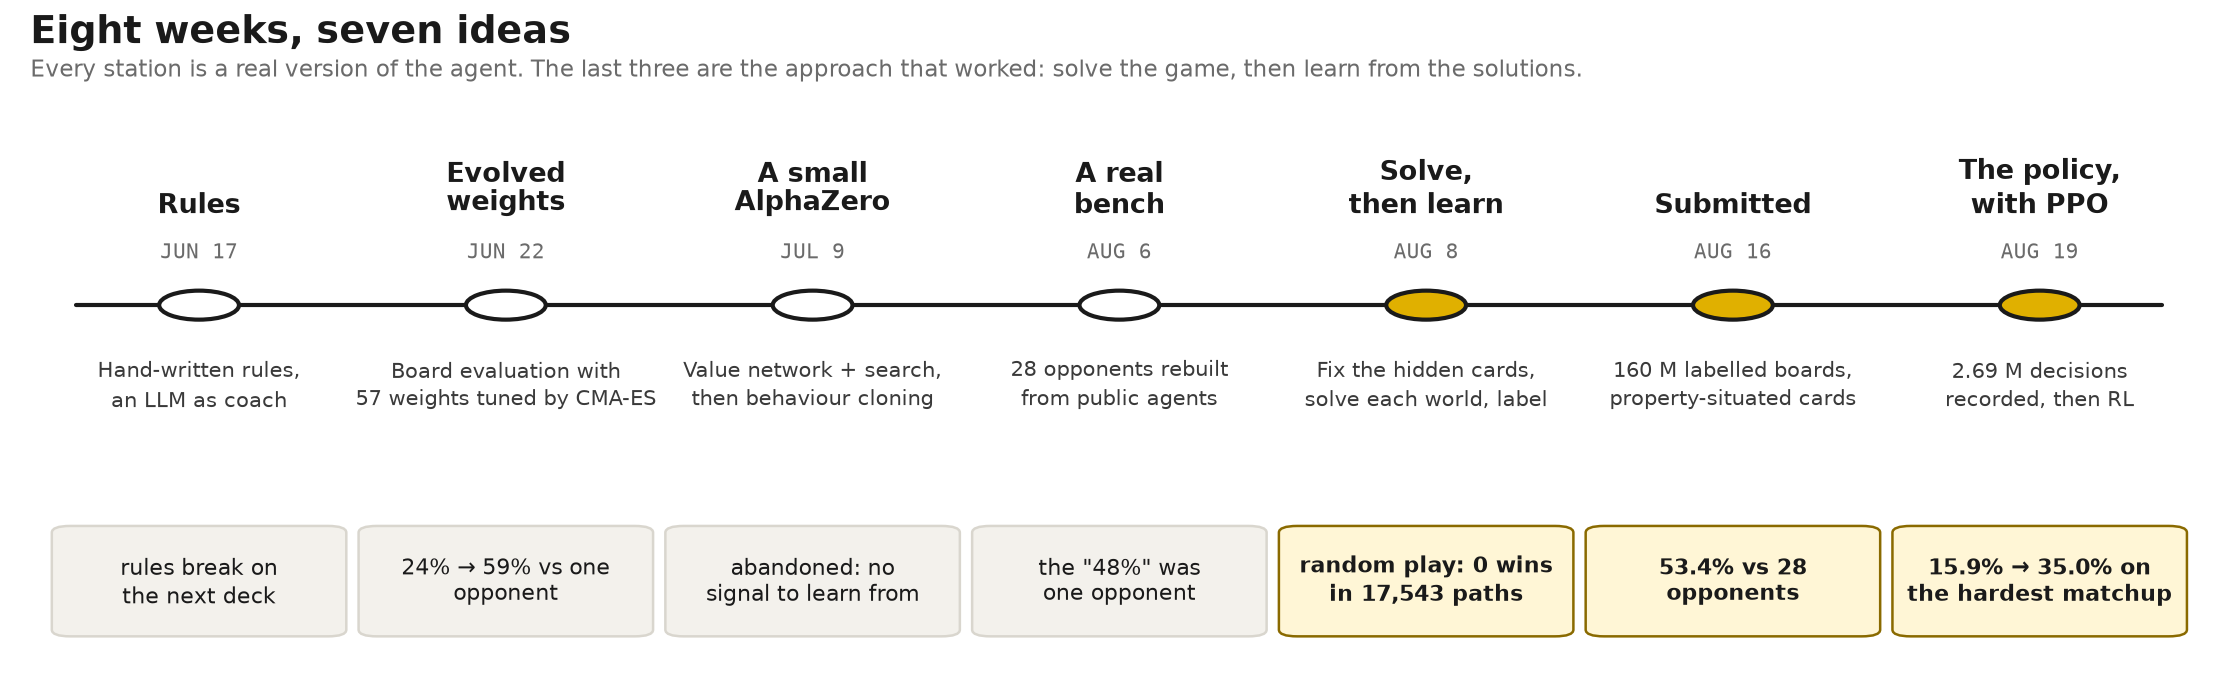 Eight weeks, seven ideas
Every station is a real version of the agent. The last three are the approach that worked: solve the game, then learn from the solutions.
Rules
JUN 17
Hand-written rules,
an LLM as coach
rules break on
the next deck
Evolved
weights
JUN 22
Board evaluation with
57 weights tuned by CMA-ES
24% → 59% vs one
opponent
A small
AlphaZero
JUL 9
Value network + search,
then behaviour cloning
abandoned: no
signal to learn from
A real
bench
AUG 6
28 opponents rebuilt
from public agents
the "48%" was
one opponent
Solve,
then learn
AUG 8
Fix the hidden cards,
solve each world, label
random play: 0 wins
in 17,543 paths
Submitted
AUG 16
160 M labelled boards,
property-situated cards
53.4% vs 28
opponents
The policy,
with PPO
AUG 19
2.69 M decisions
recorded, then RL
15.9% → 35.0% on
the hardest matchup